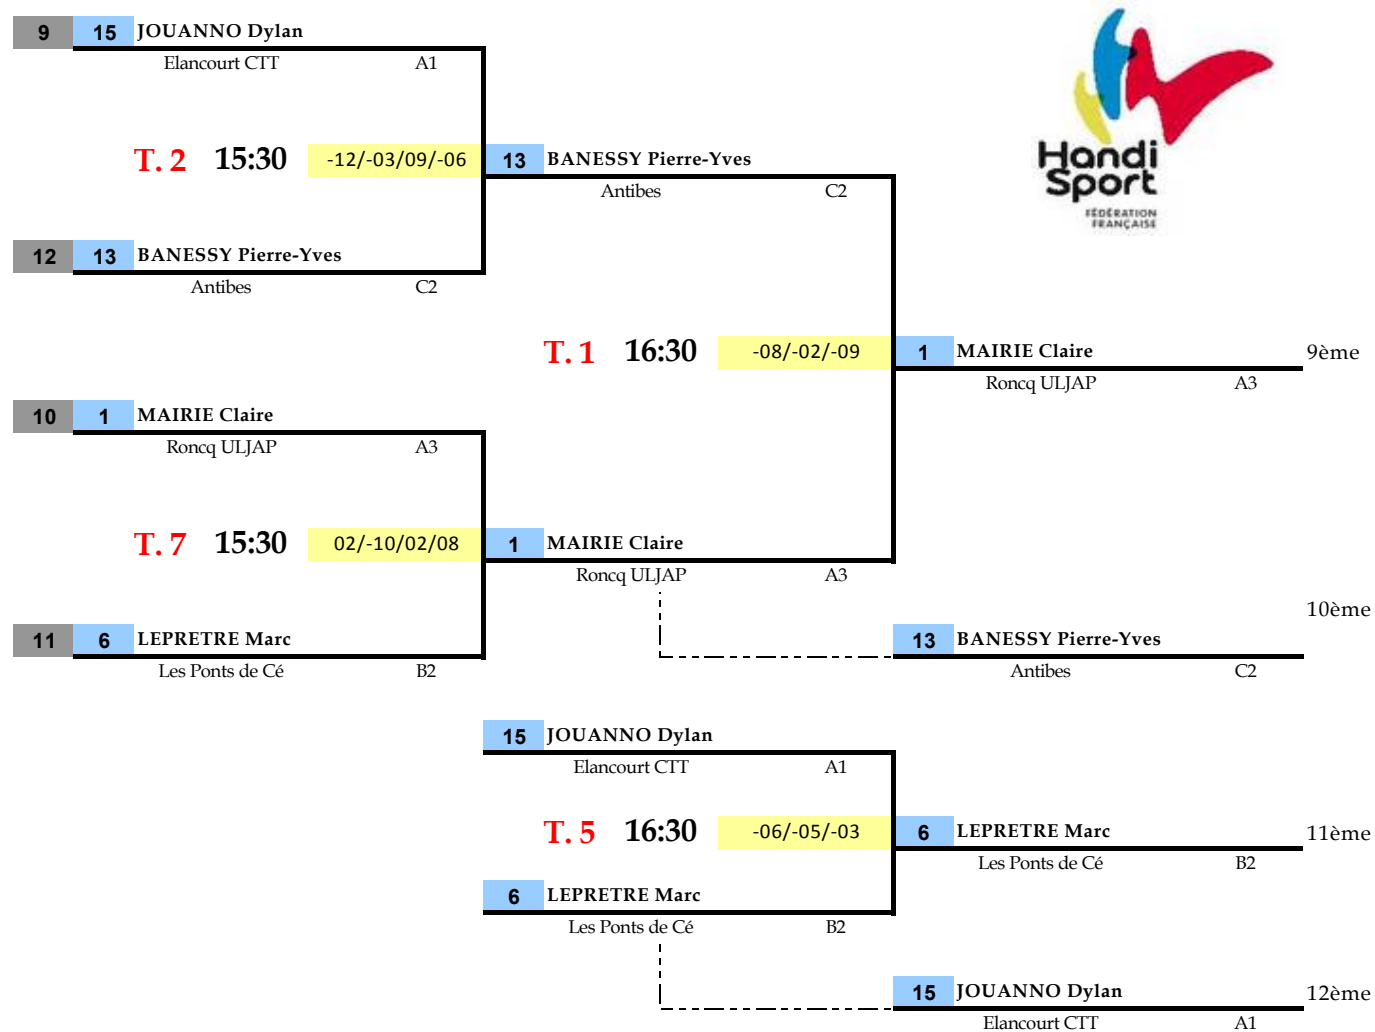 9 15 JOUANNO Dylan
Elancourt CTT A1
T. 2 15:30 -12/-03/09/-06 13 BANESSY Pierre-Yves
Antibes C2
12 13 BANESSY Pierre-Yves
Antibes C2
Handi
Sport
FÉDÉRATION
FRANÇAISE
T. 1 16:30 -08/-02/-09 1 MAIRIE Claire 9ème
Roncq ULJAP A3
10 1 MAIRIE Claire
Roncq ULJAP A3
T. 7 15:30 02/-10/02/08 1 MAIRIE Claire
Roncq ULJAP A3
10ème
11 6 LEPRETRE Marc 13 BANESSY Pierre-Yves
Les Ponts de Cé B2 Antibes C2
15 JOUANNO Dylan
Elancourt CTT A1
T. 5 16:30 -06/-05/-03 6 LEPRETRE Marc 11ème
Les Ponts de Cé B2
6 LEPRETRE Marc
Les Ponts de Cé B2
15 JOUANNO Dylan 12ème
Elancourt CTT A1